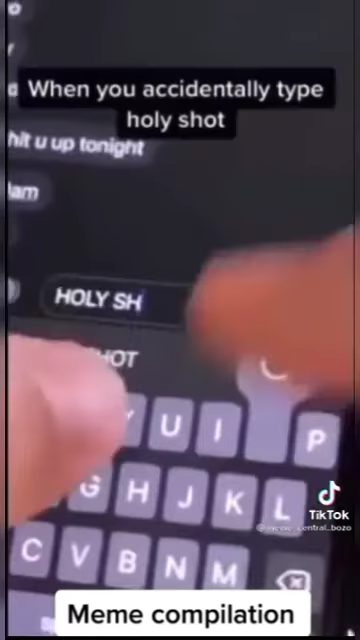 When you accidentally type
holy shot
hit u up tonight
HOLY SH
HOT
U I P
G H J K L
C V B N M
TikTok
Meme compilation